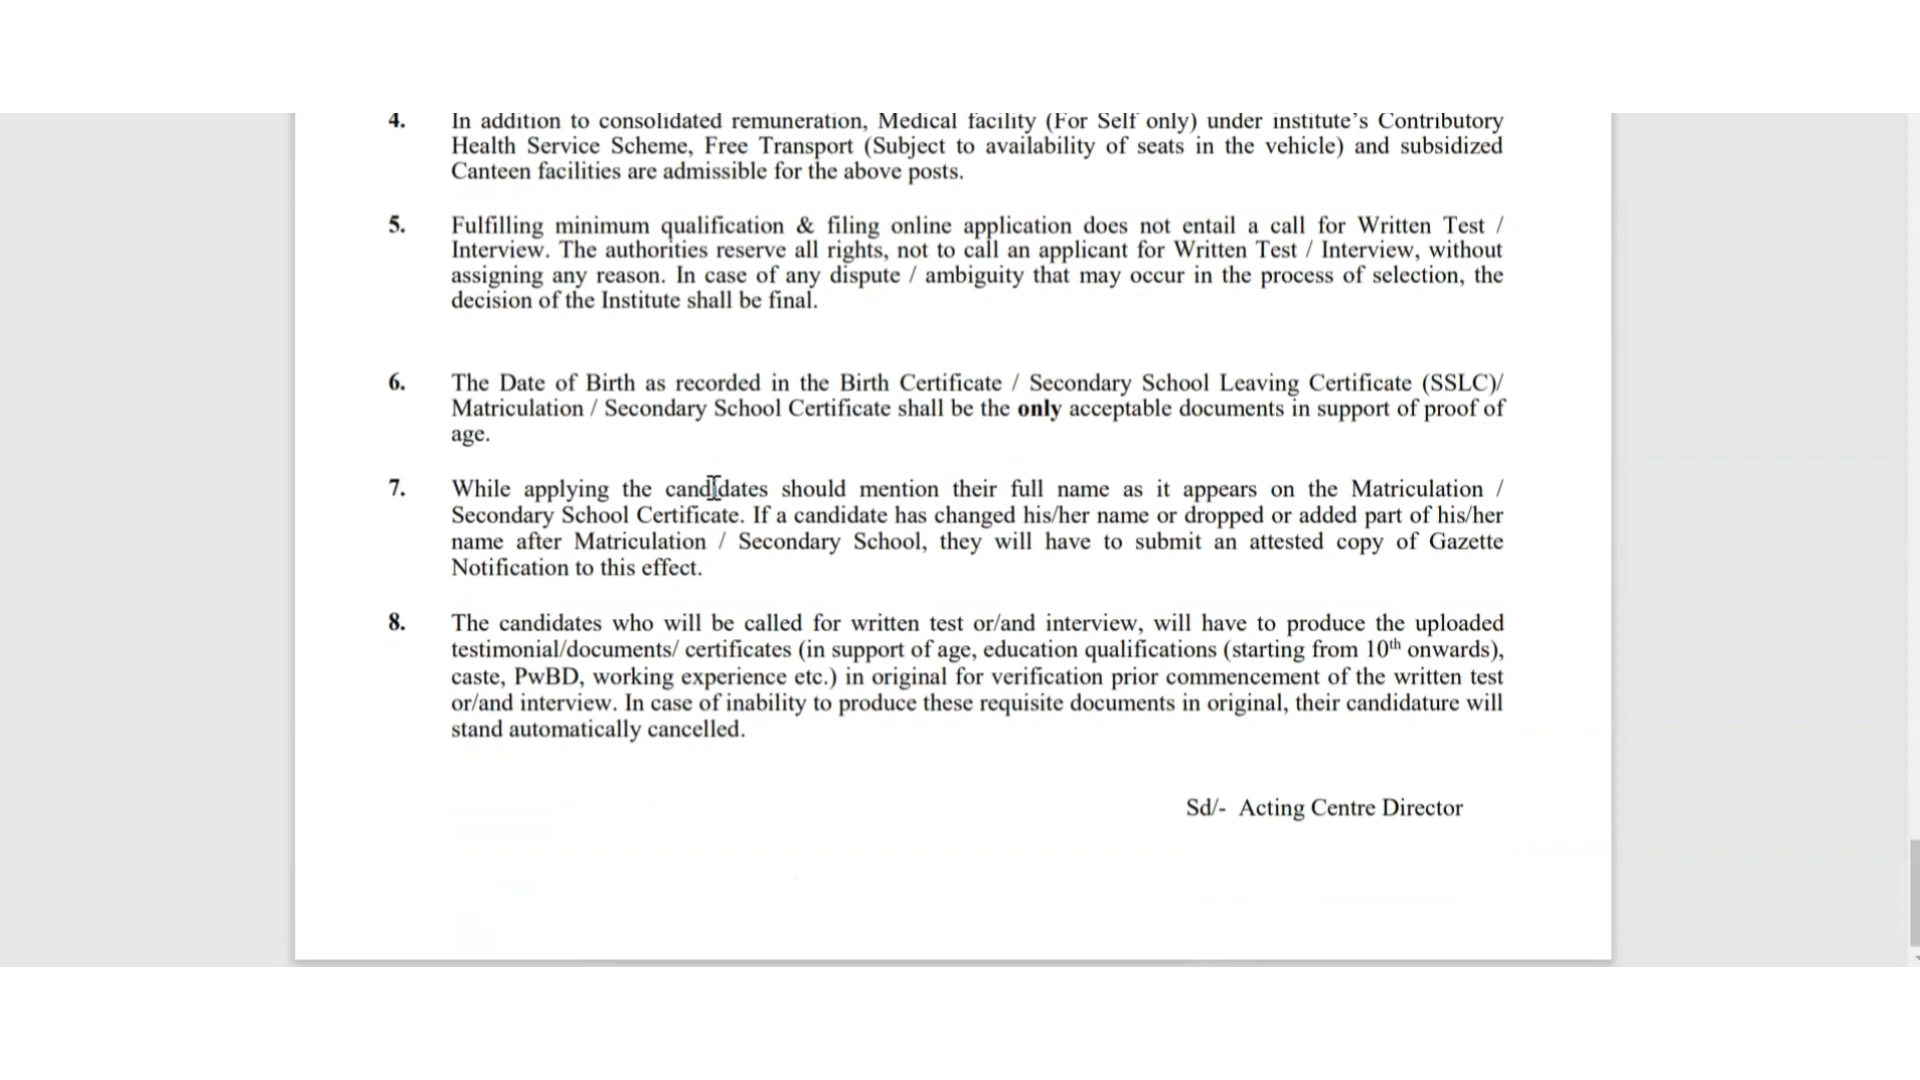 4. In addition to consolidated remuneration, Medical facility (For Self only) under institute’s Contributory
Health Service Scheme, Free Transport (Subject to availability of seats in the vehicle) and subsidized
Canteen facilities are admissible for the above posts.
5. Fulfilling minimum qualification & filing online application does not entail a call for Written Test /
Interview. The authorities reserve all rights, not to call an applicant for Written Test / Interview, without
assigning any reason. In case of any dispute / ambiguity that may occur in the process of selection, the
decision of the Institute shall be final.
6. The Date of Birth as recorded in the Birth Certificate / Secondary School Leaving Certificate (SSLC)/
Matriculation / Secondary School Certificate shall be the only acceptable documents in support of proof of
age.
7. While applying the candidates should mention their full name as it appears on the Matriculation /
Secondary School Certificate. If a candidate has changed his/her name or dropped or added part of his/her
name after Matriculation / Secondary School, they will have to submit an attested copy of Gazette
Notification to this effect.
8. The candidates who will be called for written test or/and interview, will have to produce the uploaded
testimonial/documents/ certificates (in support of age, education qualifications (starting from 10th onwards),
caste, PwBD, working experience etc.) in original for verification prior commencement of the written test
or/and interview. In case of inability to produce these requisite documents in original, their candidature will
stand automatically cancelled.
Sd/- Acting Centre Director